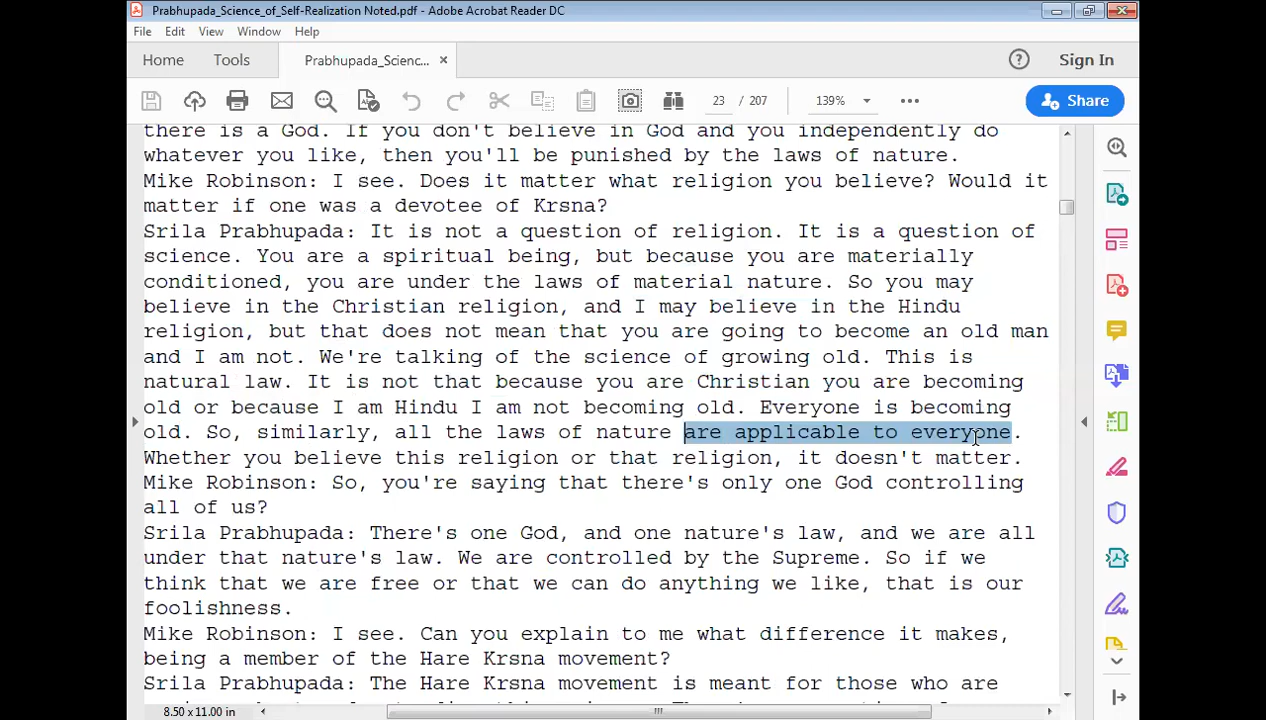 Prabhupada_Science_of_Self-Realization Noted.pdf - Adobe Acrobat Reader DC
File Edit View Window Help
Home Tools Prabhupada_Scienc... × ? Sign In
23 / 207 139% Share
there is a God. If you don't believe in God and you independently do
whatever you like, then you'll be punished by the laws of nature.
Mike Robinson: I see. Does it matter what religion you believe? Would it
matter if one was a devotee of Krsna?
Srila Prabhupada: It is not a question of religion. It is a question of
science. You are a spiritual being, but because you are materially
conditioned, you are under the laws of material nature. So you may
believe in the Christian religion, and I may believe in the Hindu
religion, but that does not mean that you are going to become an old man
and I am not. We're talking of the science of growing old. This is
natural law. It is not that because you are Christian you are becoming
old or because I am Hindu I am not becoming old. Everyone is becoming
old. So, similarly, all the laws of nature are applicable to everyone.
Whether you believe this religion or that religion, it doesn't matter.
Mike Robinson: So, you're saying that there's only one God controlling
all of us?
Srila Prabhupada: There's one God, and one nature's law, and we are all
under that nature's law. We are controlled by the Supreme. So if we
think that we are free or that we can do anything we like, that is our
foolishness.
Mike Robinson: I see. Can you explain to me what difference it makes,
being a member of the Hare Krsna movement?
Srila Prabhupada: The Hare Krsna movement is meant for those who are
8.50 x 11.00 in